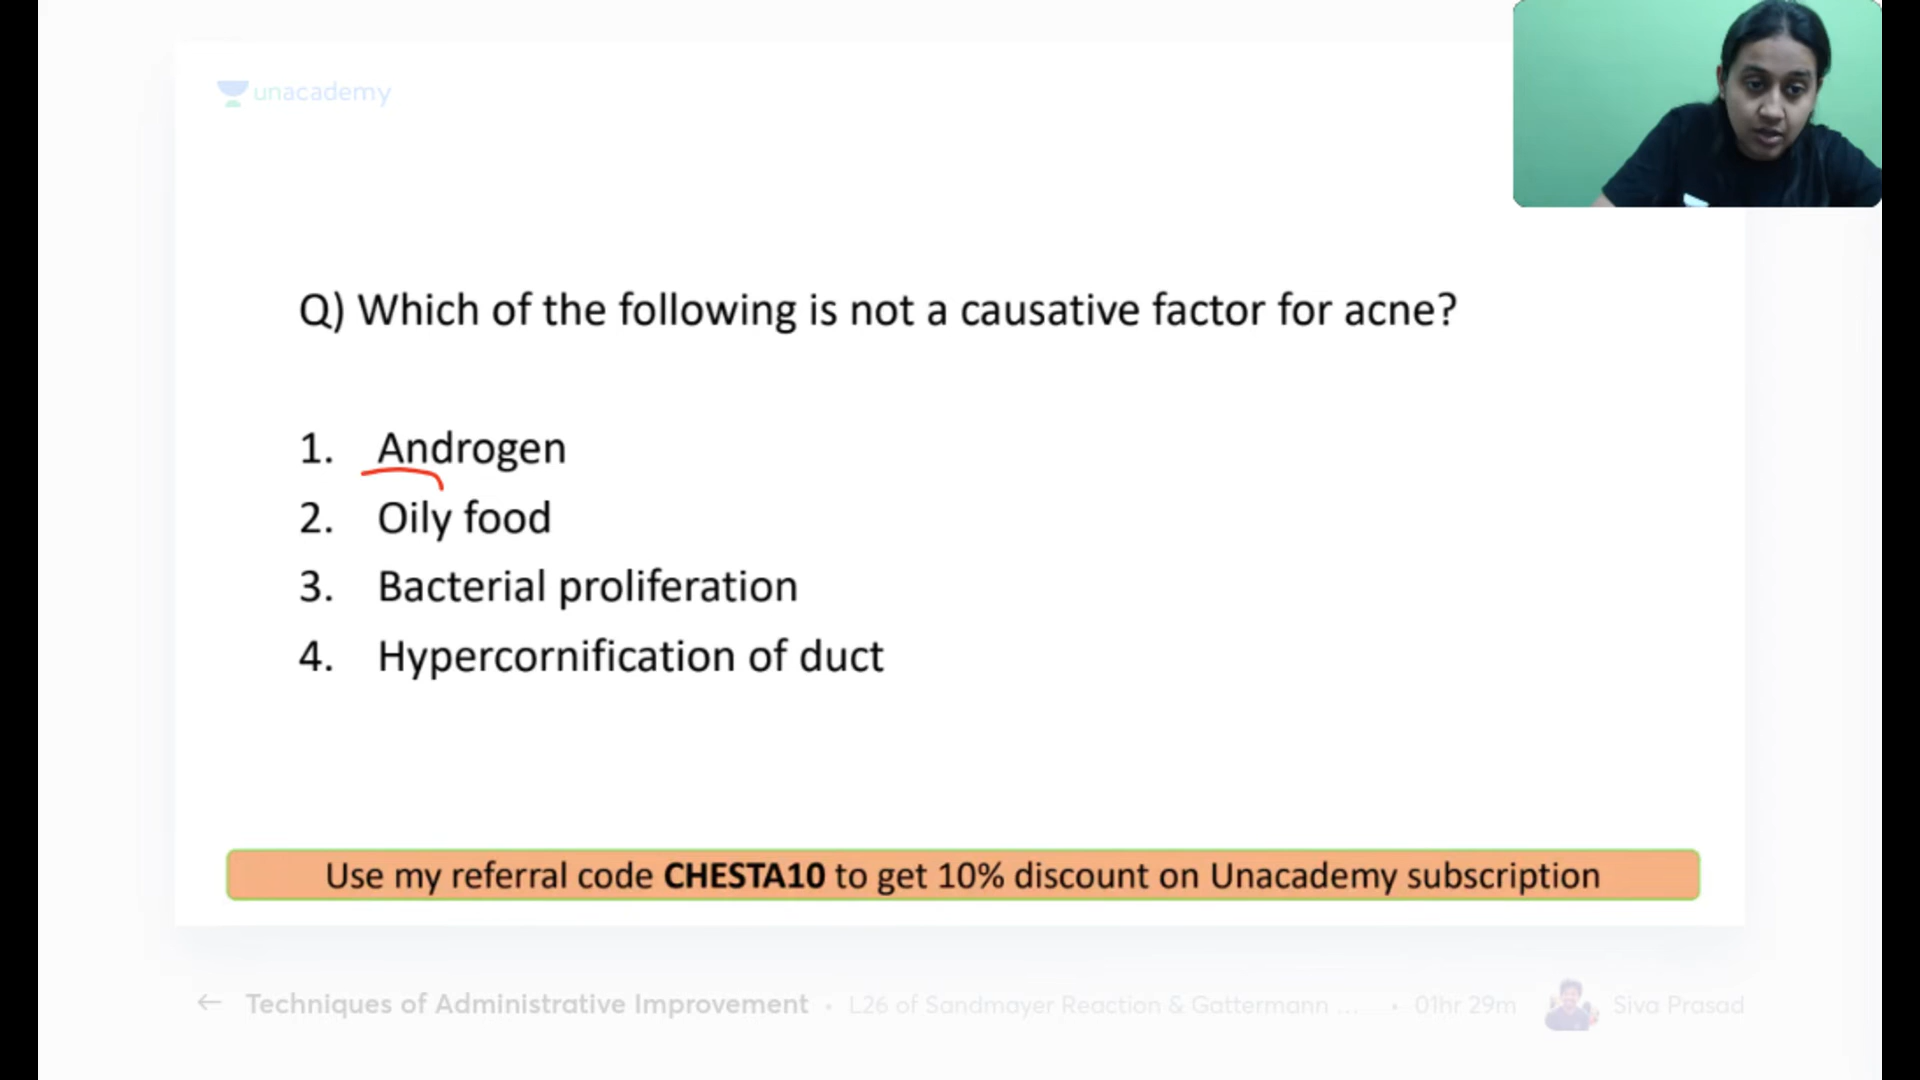 unacademy
Q) Which of the following is not a causative factor for acne?
1. Androgen
2. Oily food
3. Bacterial proliferation
4. Hypercornification of duct
Use my referral code CHESTA10 to get 10% discount on Unacademy subscription
← Techniques of Administrative Improvement • L26 of Sandmayer Reaction & Gattermann ... • 01hr 29m Siva Prasad